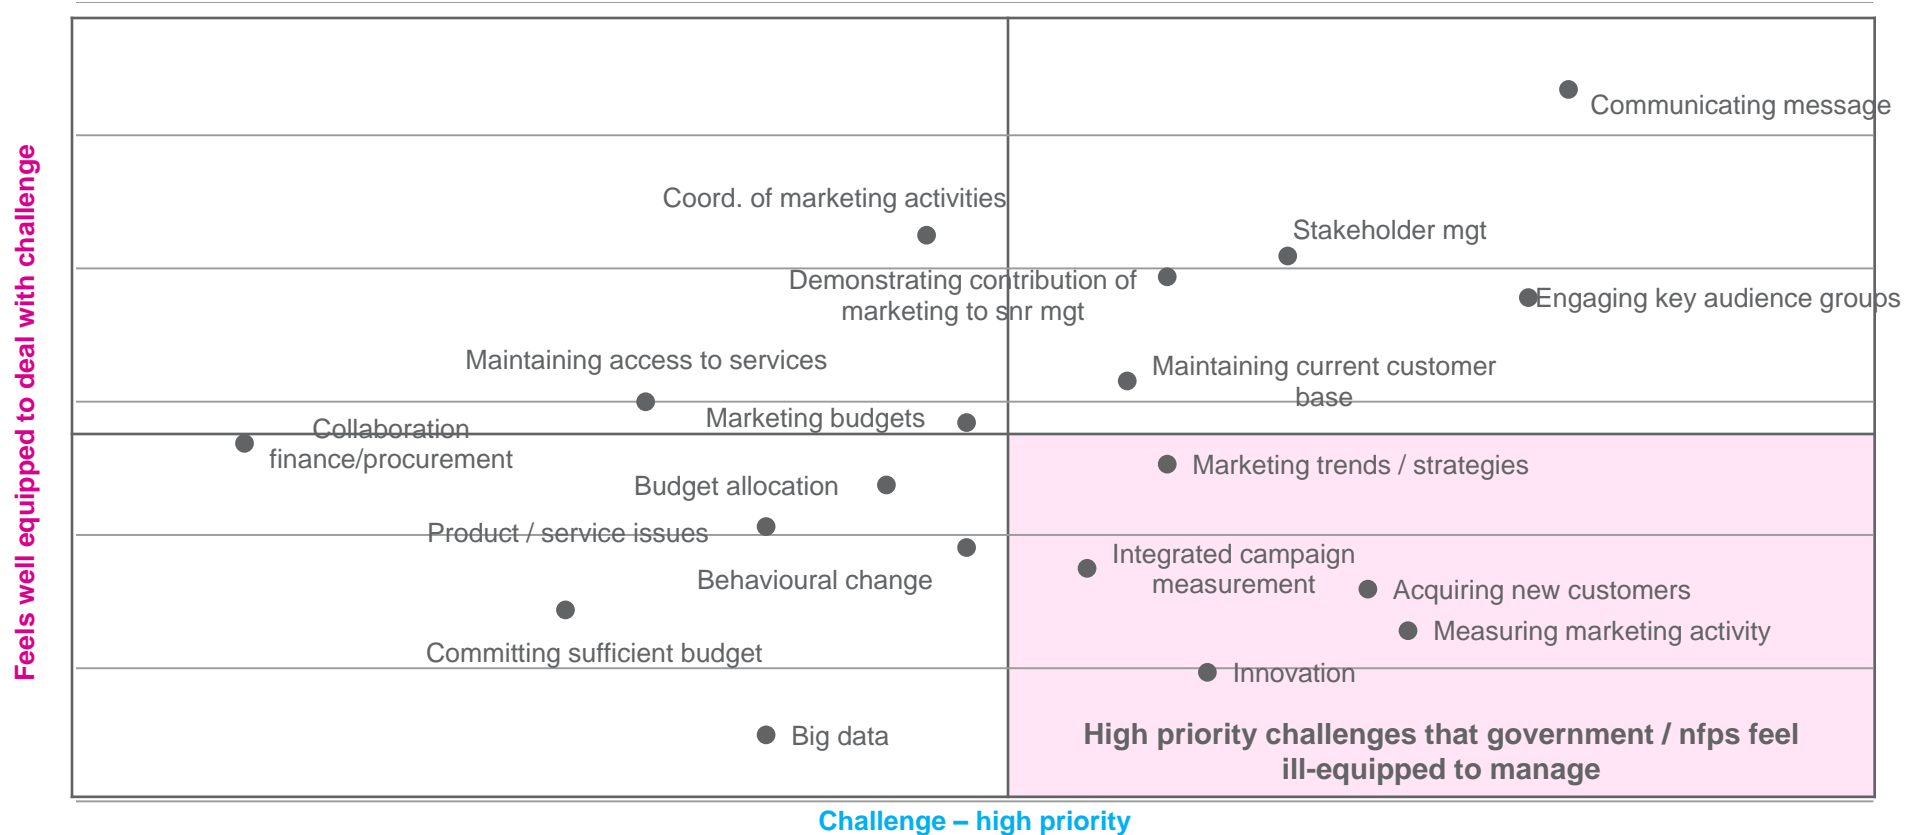 Feels well equipped to deal with challenge
Communicating message
Coord. of marketing activities
Stakeholder mgt
Demonstrating contribution of
marketing to snr mgt
Engaging key audience groups
Maintaining access to services
Maintaining current customer
base
Marketing budgets
Collaboration
finance/procurement
Marketing trends / strategies
Budget allocation
Product / service issues
Integrated campaign
measurement
Behavioural change
Acquiring new customers
Measuring marketing activity
Committing sufficient budget
Innovation
Big data
High priority challenges that government / nfps feel
ill-equipped to manage
Challenge – high priority